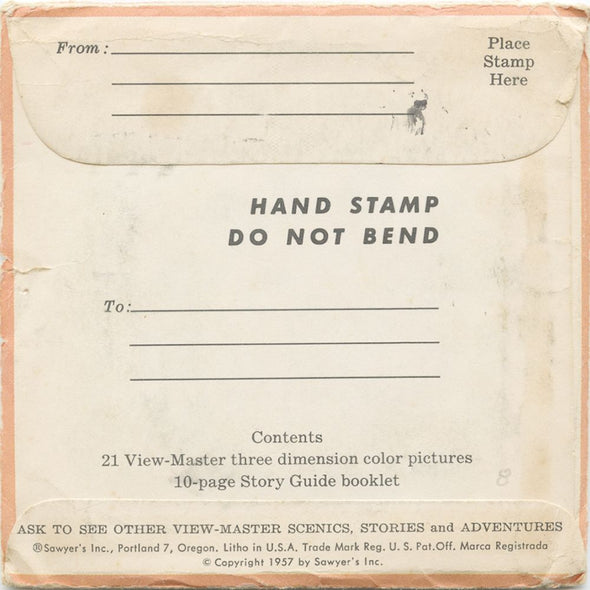 From:
Place
Stamp
Here
HAND STAMP
DO NOT BEND
To:
Contents
21 View-Master three dimension color pictures
10-page Story Guide booklet
8
ASK TO SEE OTHER VIEW-MASTER SCENICS, STORIES and ADVENTURES
®Sawyer's Inc., Portland 7, Oregon. Litho in U.S.A. Trade Mark Reg. U. S. Pat.Off. Marca Registrada
© Copyright 1957 by Sawyer's Inc.